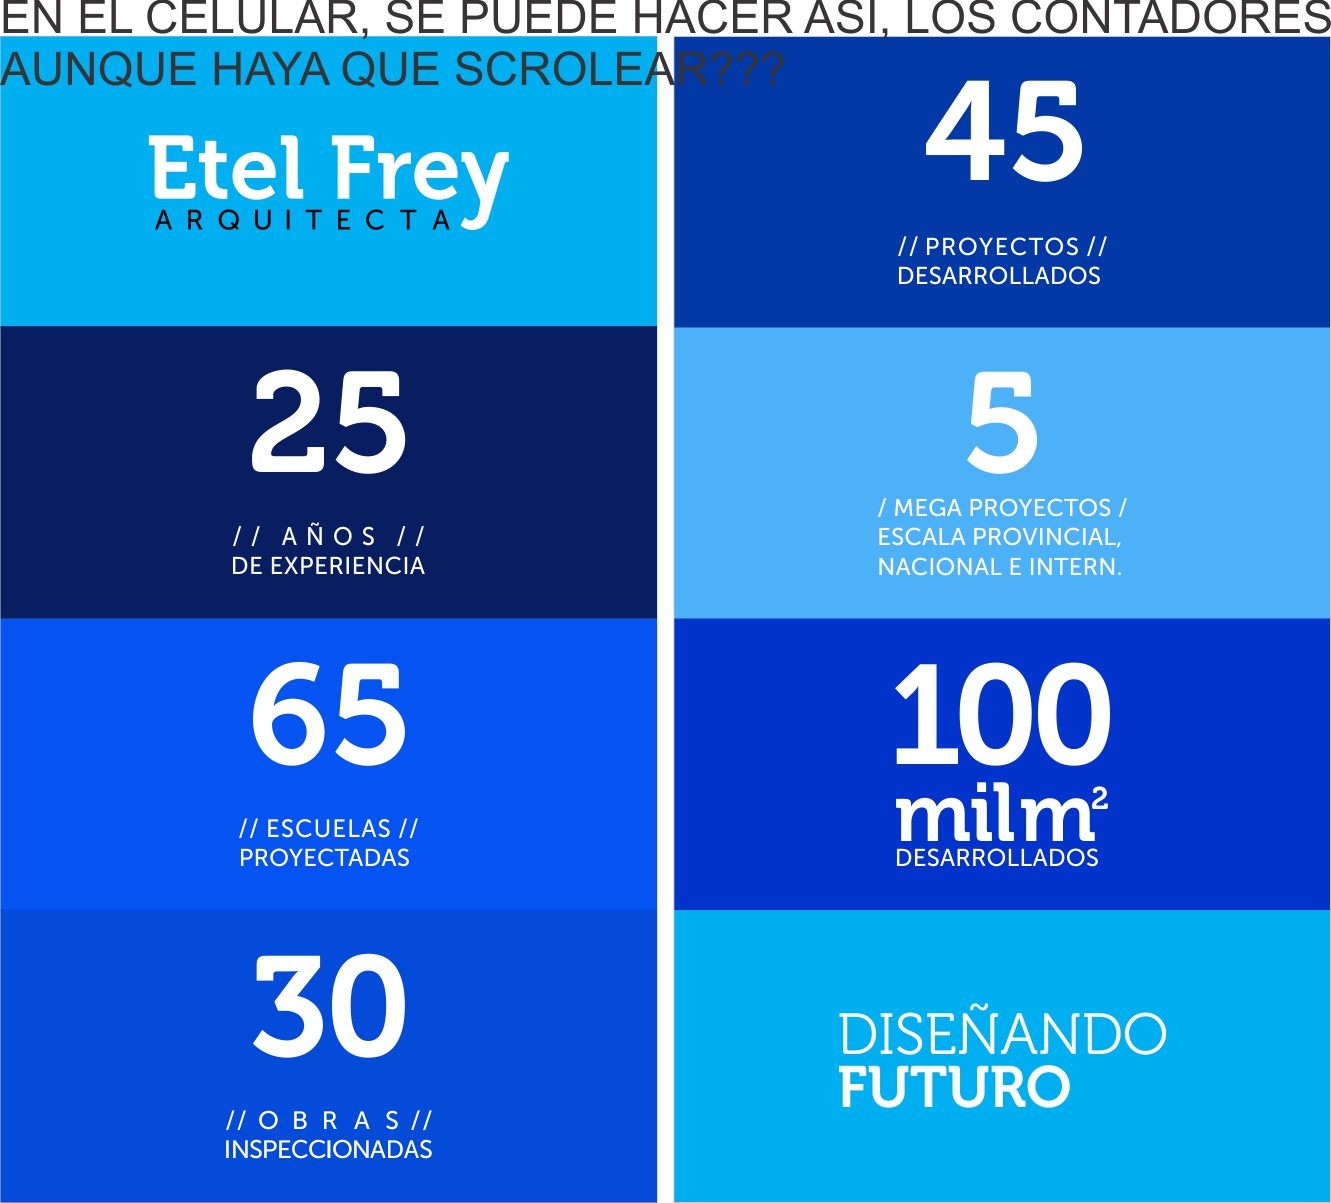 EN EL CELULAR, SE PUEDE HACER ASI, LOS CONTADORES
AUNQUE HAYA QUE SCROLEAR???
Etel Frey
ARQUITECTA
25
// AÑOS //
DE EXPERIENCIA
65
// ESCUELAS //
PROYECTADAS
30
// OBRAS //
INSPECCIONADAS
45
// PROYECTOS //
DESARROLLADOS
5
/ MEGA PROYECTOS /
ESCALA PROVINCIAL,
NACIONAL E INTERN.
100
milm²
DESARROLLADOS
DISEÑANDO
FUTURO